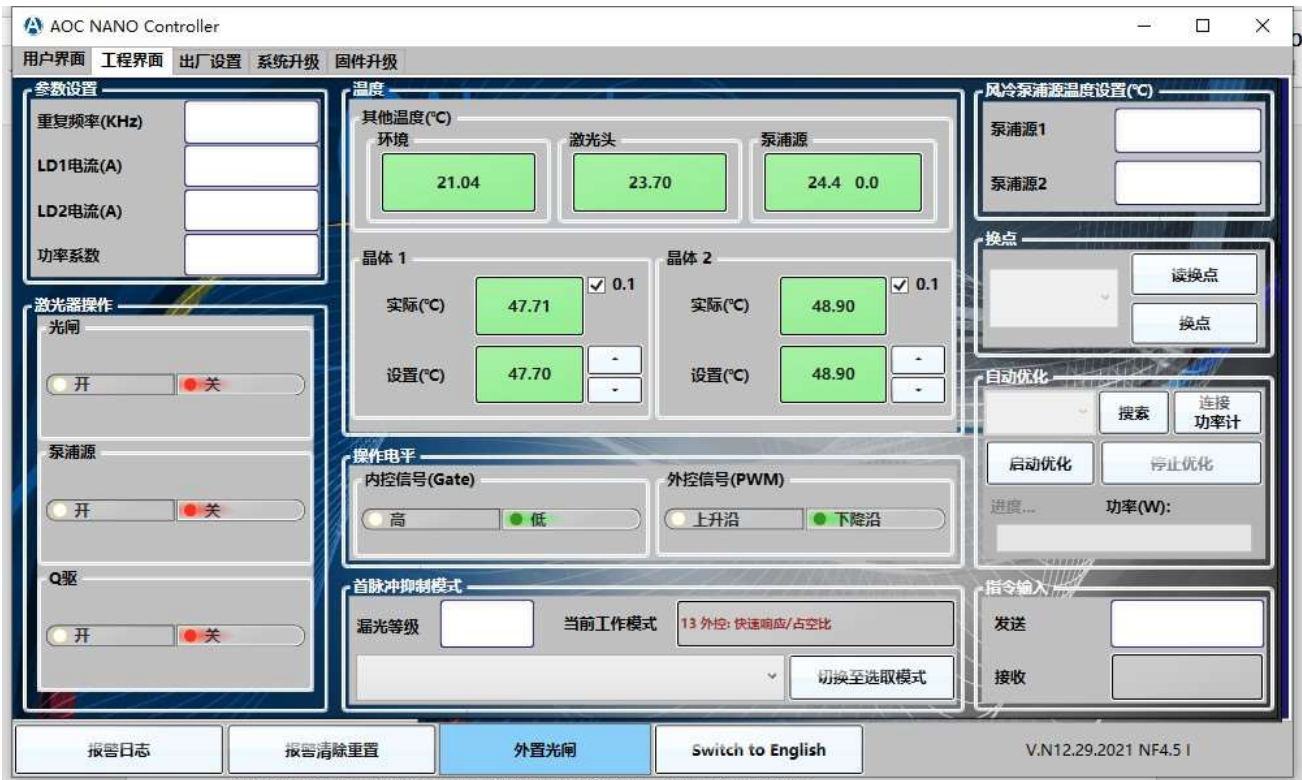 AOC NANO Controller
用户界面 工程界面 出厂设置 系统升级 固件升级
参数设置
重复频率(KHz)
LD1电流(A)
LD2电流(A)
功率系数
激光器操作
光闸
开 关
泵浦源
开 关
Q驱
开 关
温度
其他温度(℃)
环境 激光头 泵浦源
21.04 23.70 24.4 0.0
晶体 1
实际(℃) 47.71 0.1
设置(℃) 47.70
晶体 2
实际(℃) 48.90 0.1
设置(℃) 48.90
操作电平
内控信号(Gate)
高 低
外控信号(PWM)
上升沿 下降沿
首脉冲抑制模式
漏光等级 当前工作模式 13 外控: 快速响应/占空比
切换至选取模式
风冷泵浦源温度设置(℃)
泵浦源1
泵浦源2
换点
读换点
换点
自动优化
搜索 连接
功率计
启动优化 停止优化
进度... 功率(W):
指令输入
发送
接收
报警日志 报警清除重置 外置光闸 Switch to English V.N12.29.2021 NF4.5 I